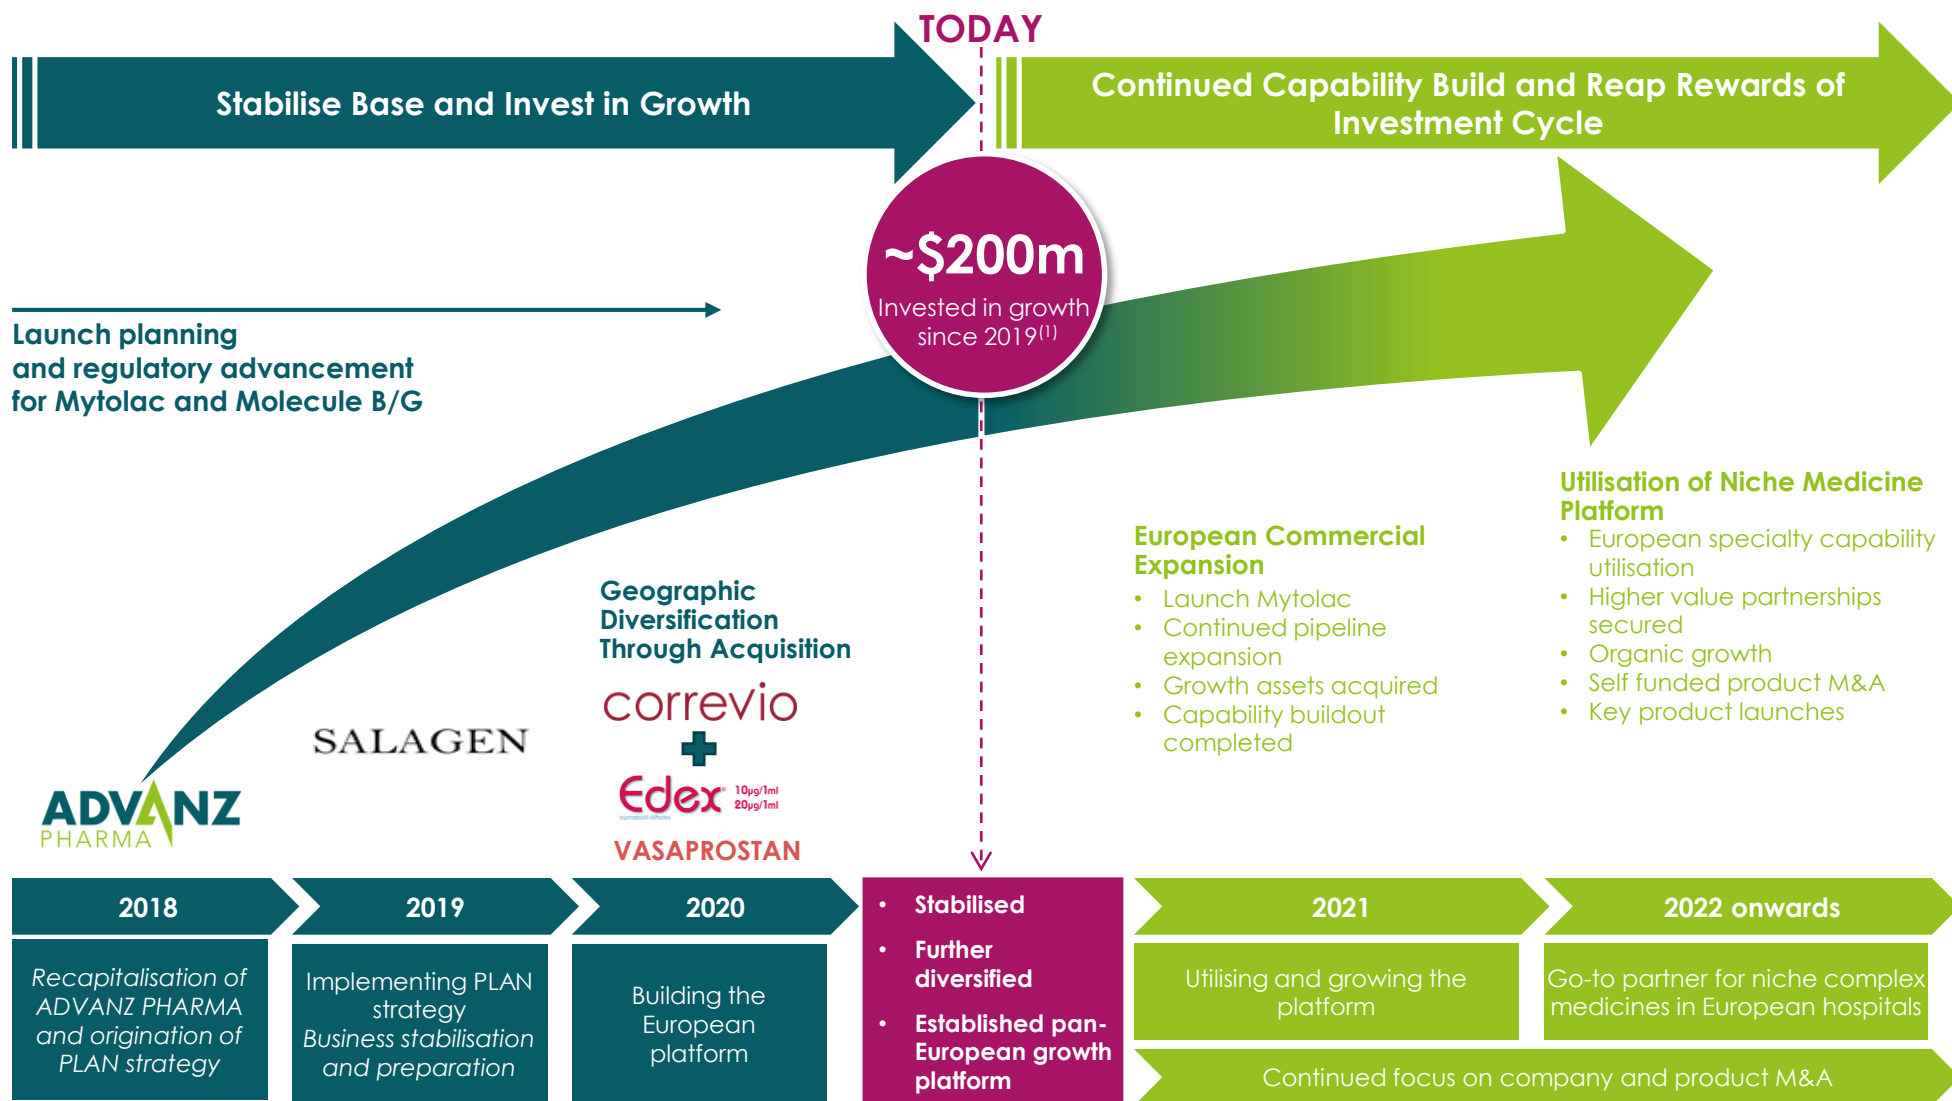 TODAY
Stabilise Base and Invest in Growth
Continued Capability Build and Reap Rewards of
Investment Cycle
~$200m
Invested in growth
since 2019(1)
Launch planning
and regulatory advancement
for Mytolac and Molecule B/G
Geographic
Diversification
Through Acquisition
correvio
Edex 10µg/1ml
20µg/1ml
alprostadil-alfadex
VASAPROSTAN
SALAGEN
ADVANZ
PHARMA
European Commercial
Expansion
• Launch Mytolac
• Continued pipeline
expansion
• Growth assets acquired
• Capability buildout
completed
Utilisation of Niche Medicine
Platform
• European specialty capability
utilisation
• Higher value partnerships
secured
• Organic growth
• Self funded product M&A
• Key product launches
2018
Recapitalisation of
ADVANZ PHARMA
and origination of
PLAN strategy
2019
Implementing PLAN
strategy
Business stabilisation
and preparation
2020
Building the
European
platform
• Stabilised
• Further
diversified
• Established pan-
European growth
platform
2021
Utilising and growing the
platform
2022 onwards
Go-to partner for niche complex
medicines in European hospitals
Continued focus on company and product M&A